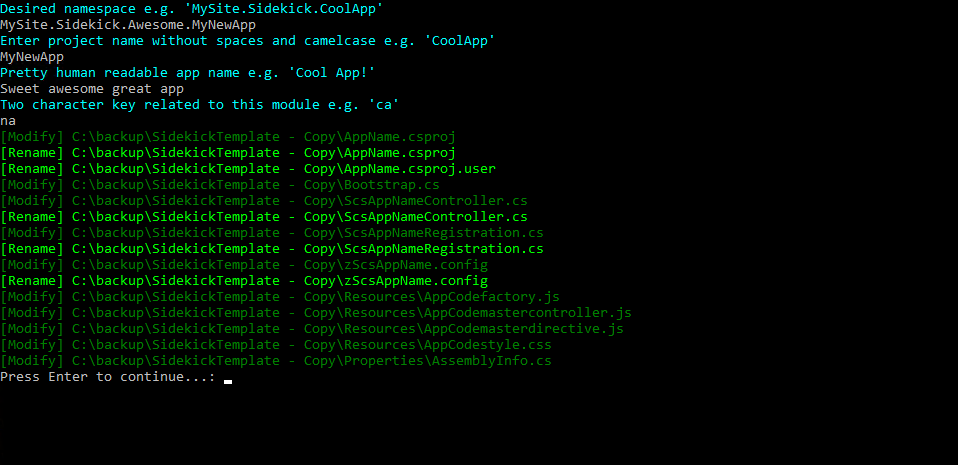 Desired namespace e.g. 'MySite.Sidekick.CoolApp'
MySite.Sidekick.Awesome.MyNewApp
Enter project name without spaces and camelcase e.g. 'CoolApp'
MyNewApp
Pretty human readable app name e.g. 'Cool App!'
Sweet awesome great app
Two character key related to this module e.g. 'ca'
na
[Modify] C:\backup\SidekickTemplate - Copy\AppName.csproj
[Rename] C:\backup\SidekickTemplate - Copy\AppName.csproj
[Rename] C:\backup\SidekickTemplate - Copy\AppName.csproj.user
[Modify] C:\backup\SidekickTemplate - Copy\Bootstrap.cs
[Modify] C:\backup\SidekickTemplate - Copy\ScsAppNameController.cs
[Rename] C:\backup\SidekickTemplate - Copy\ScsAppNameController.cs
[Modify] C:\backup\SidekickTemplate - Copy\ScsAppNameRegistration.cs
[Rename] C:\backup\SidekickTemplate - Copy\ScsAppNameRegistration.cs
[Modify] C:\backup\SidekickTemplate - Copy\zScsAppName.config
[Rename] C:\backup\SidekickTemplate - Copy\zScsAppName.config
[Modify] C:\backup\SidekickTemplate - Copy\Resources\AppCodefactory.js
[Modify] C:\backup\SidekickTemplate - Copy\Resources\AppCodemastercontroller.js
[Modify] C:\backup\SidekickTemplate - Copy\Resources\AppCodemasterdirective.js
[Modify] C:\backup\SidekickTemplate - Copy\Resources\AppCodestyle.css
[Modify] C:\backup\SidekickTemplate - Copy\Properties\AssemblyInfo.cs
Press Enter to continue...: